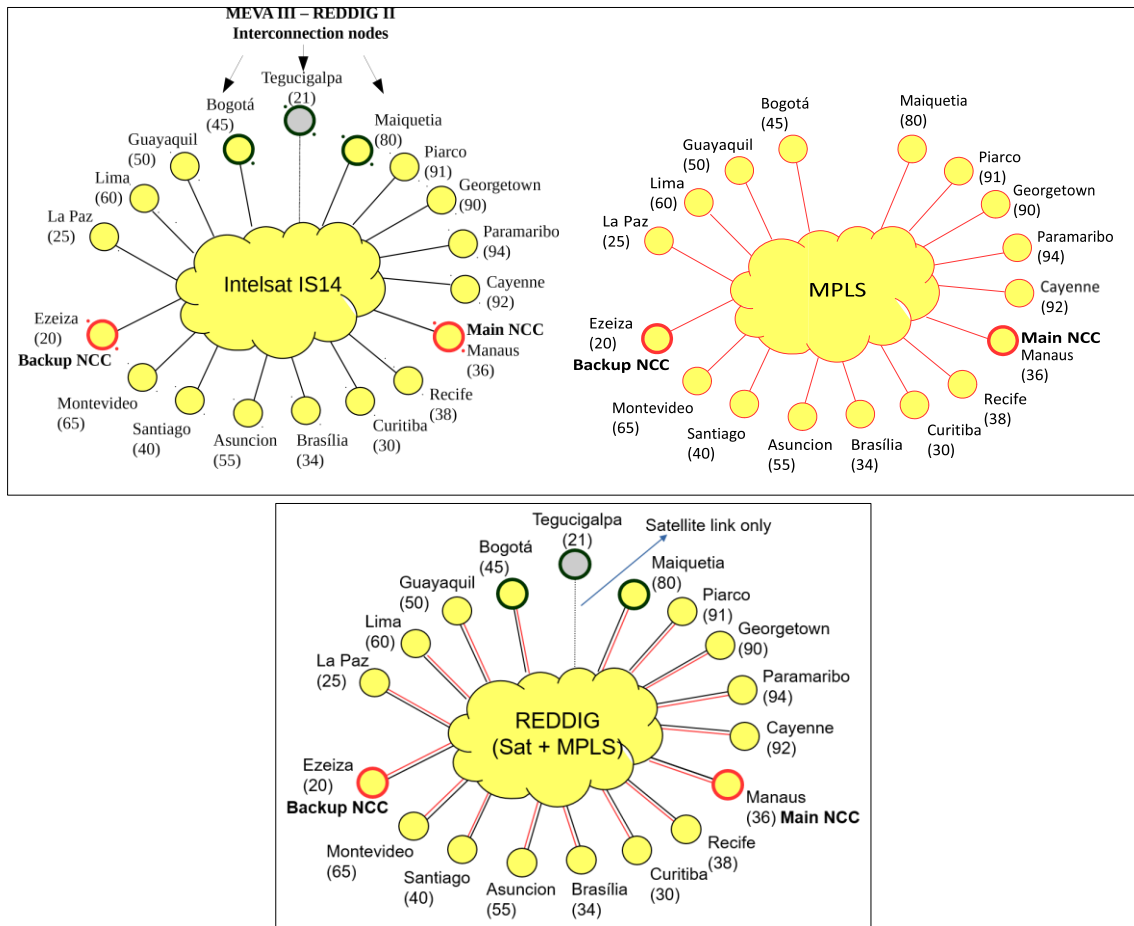 MEVA III – REDDIG II
Interconnection nodes
Tegucigalpa
(21)
Bogotá
(45)
Maiquetia
(80)
Guayaquil
(50)
Piarco
(91)
Lima
(60)
Georgetown
(90)
La Paz
(25)
Paramaribo
(94)
Intelsat IS14
Cayenne
(92)
Ezeiza
(20)
Backup NCC
Main NCC
Manaus
(36)
Montevideo
(65)
Recife
(38)
Santiago
(40)
Asuncion
(55)
Brasília
(34)
Curitiba
(30)
Bogotá
(45)
Maiquetia
(80)
Guayaquil
(50)
Piarco
(91)
Lima
(60)
Georgetown
(90)
La Paz
(25)
Paramaribo
(94)
MPLS
Cayenne
(92)
Ezeiza
(20)
Backup NCC
Main NCC
Manaus
(36)
Montevideo
(65)
Recife
(38)
Santiago
(40)
Asuncion
(55)
Brasília
(34)
Curitiba
(30)
Tegucigalpa
(21)
Satellite link only
Bogotá
(45)
Maiquetia
(80)
Guayaquil
(50)
Piarco
(91)
Lima
(60)
Georgetown
(90)
La Paz
(25)
Paramaribo
(94)
REDDIG
(Sat + MPLS)
Cayenne
(92)
Ezeiza
(20)
Backup NCC
Manaus
(36) Main NCC
Montevideo
(65)
Recife
(38)
Santiago
(40)
Asuncion
(55)
Brasília
(34)
Curitiba
(30)